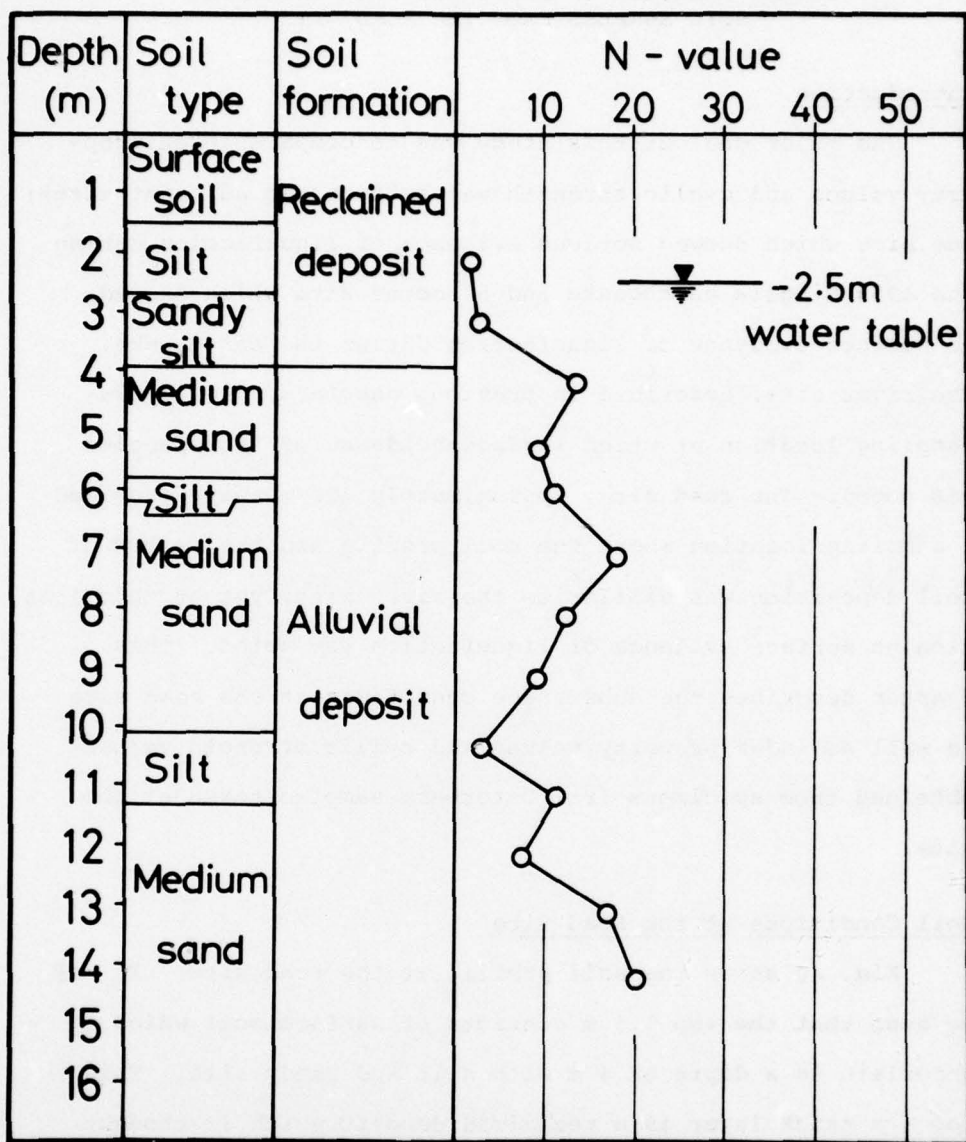 Depth (m)
Soil type
Soil formation
N - value
10 20 30 40 50
Surface soil
1
Reclaimed deposit
2
Silt
-2.5m
water table
3
Sandy silt
4
Medium sand
5
6
Silt
7
Medium sand
8
Alluvial deposit
9
10
Silt
11
12
Medium sand
13
14
15
16